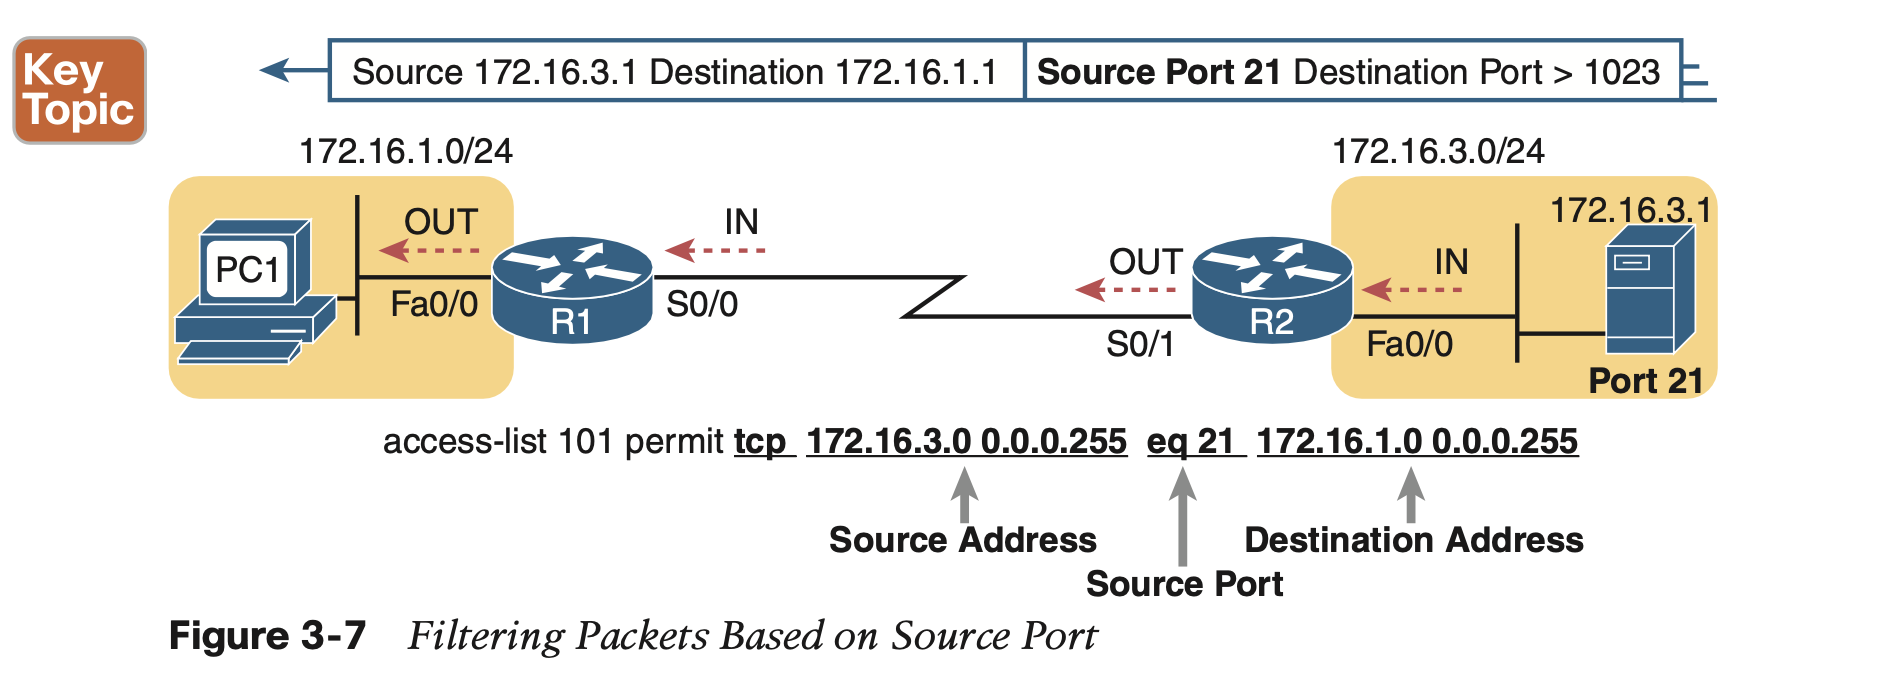 Key
Topic
Source 172.16.3.1 Destination 172.16.1.1
Source Port 21 Destination Port > 1023
172.16.1.0/24
172.16.3.0/24
172.16.3.1
OUT
IN
OUT
IN
PC1
Fa0/0
R1
S0/0
S0/1
R2
Fa0/0
Port 21
access-list 101 permit tcp 172.16.3.0 0.0.0.255 eq 21 172.16.1.0 0.0.0.255
Source Address
Destination Address
Source Port
Figure 3-7 Filtering Packets Based on Source Port